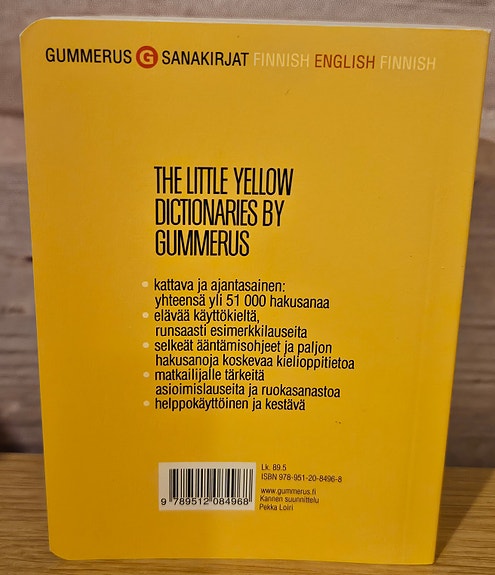 GUMMERUS G SANAKIRJAT FINNISH ENGLISH FINNISH
THE LITTLE YELLOW
DICTIONARIES BY
GUMMERUS
• kattava ja ajantasainen:
yhteensä yli 51 000 hakusanaa
• elävää käyttökieltä,
runsaasti esimerkkilauseita
• selkeät ääntämisohjeet ja paljon
hakusanoja koskevaa kielioppitietoa
• matkailijalle tärkeitä
asioimislauseita ja ruokasanastoa
• helppokäyttöinen ja kestävä
Lk. 89.5
ISBN 978-951-20-8496-8
www.gummerus.fi
Kannen suunnittelu
Pekka Loiri
9 789512 084968